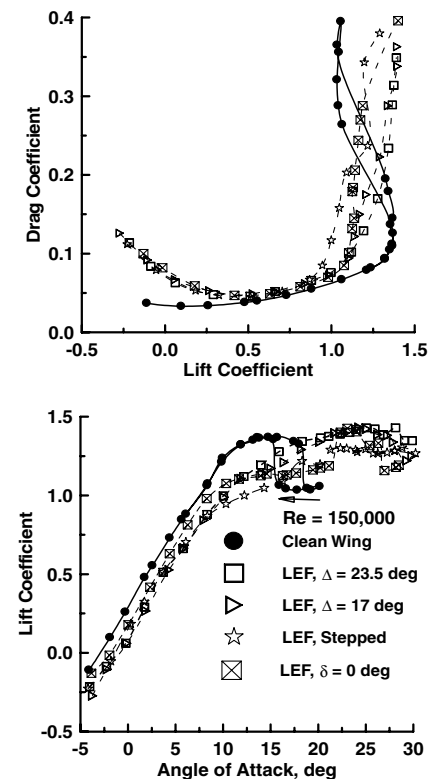 0.4
0.3
0.2
0.1
0.0
Drag Coefficient
-0.5 0.0 0.5 1.0 1.5
Lift Coefficient
1.5
1.0
0.5
0.0
-0.5
Lift Coefficient
Re = 150,000
Clean Wing
LEF, Δ = 23.5 deg
LEF, Δ = 17 deg
LEF, Stepped
LEF, δ = 0 deg
-5 0 5 10 15 20 25 30
Angle of Attack, deg